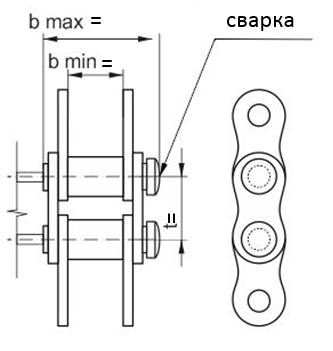 b max = сварка
b min =
t=